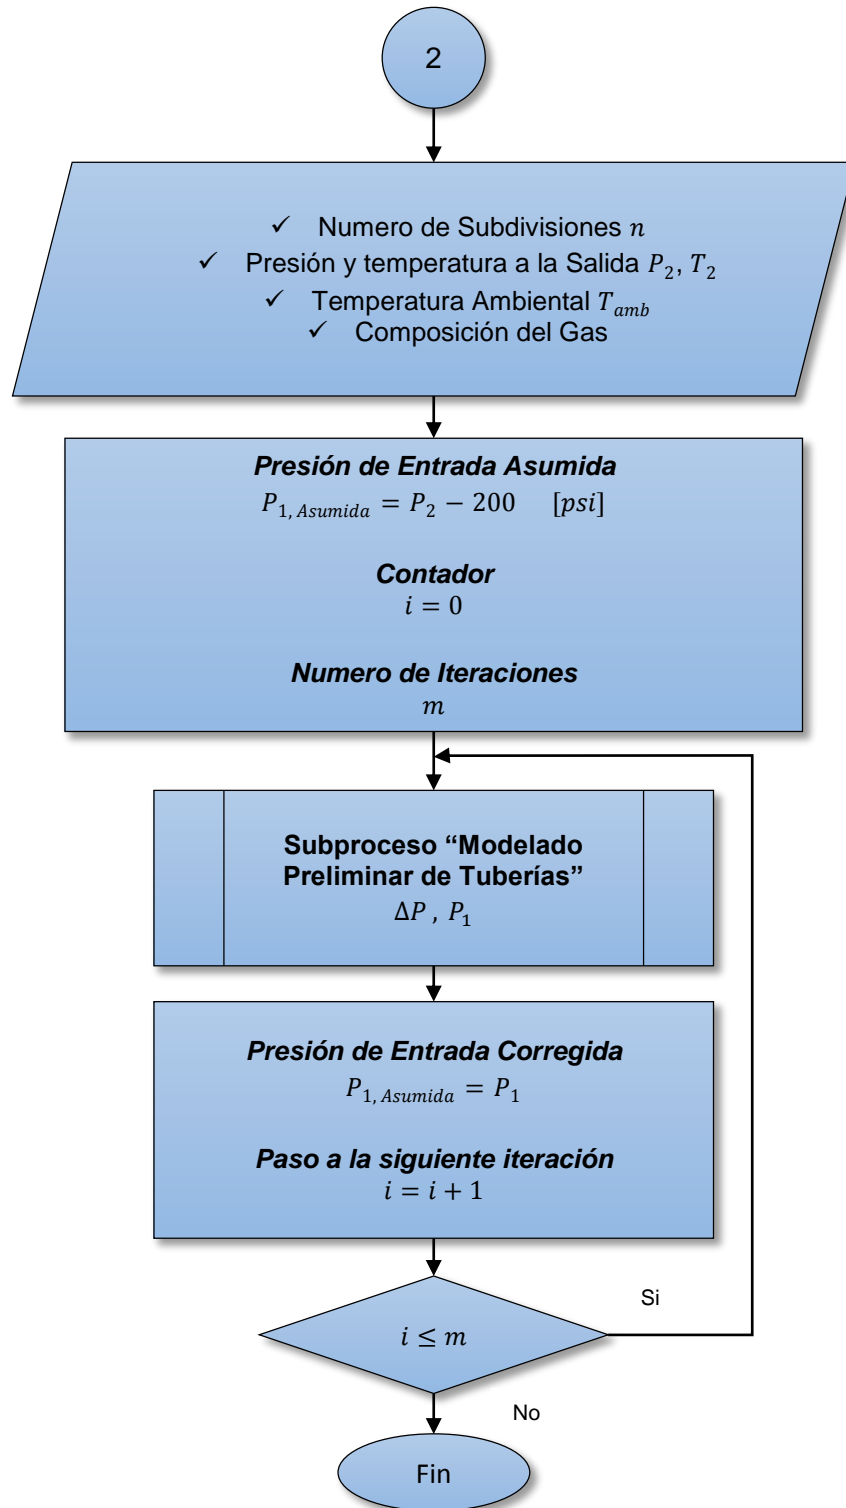 2
✓ Numero de Subdivisiones n
✓ Presión y temperatura a la Salida P₂, T₂
✓ Temperatura Ambiental T_amb
✓ Composición del Gas
Presión de Entrada Asumida
P₁, Asumida = P₂ − 200 [psi]
Contador
i = 0
Numero de Iteraciones
m
Subproceso “Modelado
Preliminar de Tuberías”
ΔP , P₁
Presión de Entrada Corregida
P₁, Asumida = P₁
Paso a la siguiente iteración
i = i + 1
Si
i ≤ m
No
Fin